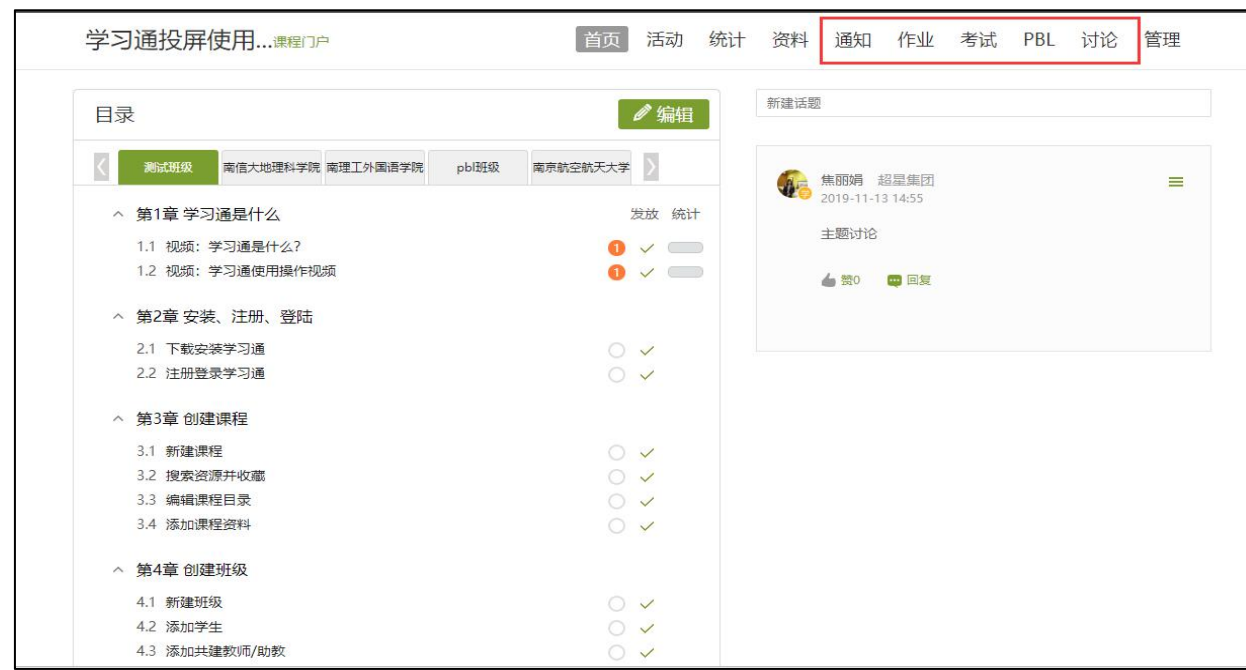 学习通投屏使用...课程门户
首页 活动 统计 资料 通知 作业 考试 PBL 讨论 管理
目录
编辑
测试班级 南信大地理科学院 南理工外国语学院 pbl班级 南京航空航天大学
第1章 学习通是什么 发放 统计
1.1 视频：学习通是什么? 1
1.2 视频：学习通使用操作视频 1
第2章 安装、注册、登陆
2.1 下载安装学习通
2.2 注册登录学习通
第3章 创建课程
3.1 新建课程
3.2 搜索资源并收藏
3.3 编辑课程目录
3.4 添加课程资料
第4章 创建班级
4.1 新建班级
4.2 添加学生
4.3 添加共建教师/助教
新建话题
焦丽娟 超星集团
2019-11-13 14:55
主题讨论
赞0 回复